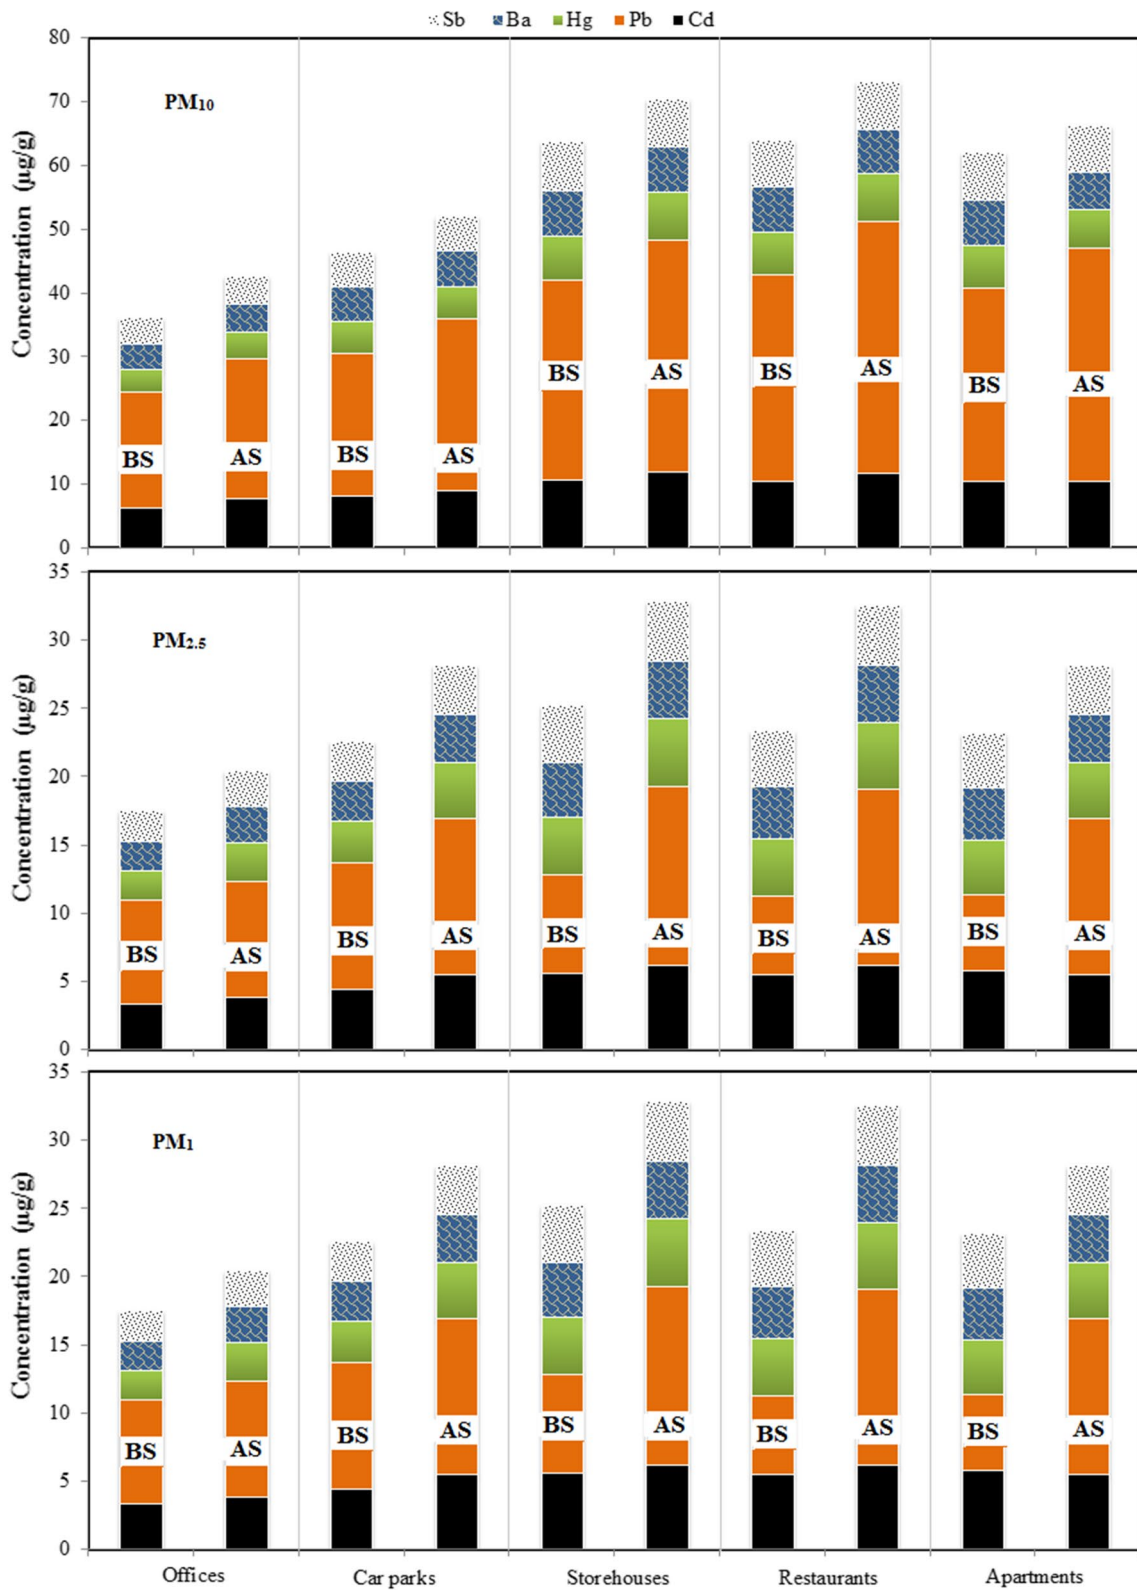 Sb Ba Hg Pb Cd
80
PM10
70
60
50
40
30
20
10
0
Concentration (µg/g)
BS AS BS AS BS AS BS AS BS AS
35
PM2.5
30
25
20
15
10
5
0
Concentration (µg/g)
BS AS BS AS BS AS BS AS BS AS
35
PM1
30
25
20
15
10
5
0
Concentration (µg/g)
BS AS BS AS BS AS BS AS BS AS
Offices Car parks Storehouses Restaurants Apartments